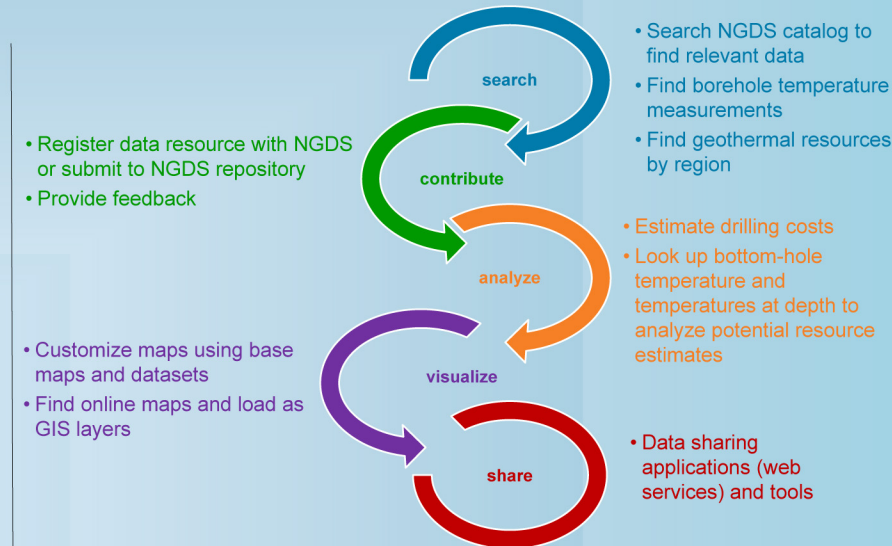 search
• Search NGDS catalog to
find relevant data
• Find borehole temperature
measurements
• Find geothermal resources
by region
• Register data resource with NGDS
or submit to NGDS repository
• Provide feedback
contribute
analyze
• Estimate drilling costs
• Look up bottom-hole
temperature and
temperatures at depth to
analyze potential resource
estimates
• Customize maps using base
maps and datasets
• Find online maps and load as
GIS layers
visualize
share
• Data sharing
applications (web
services) and tools